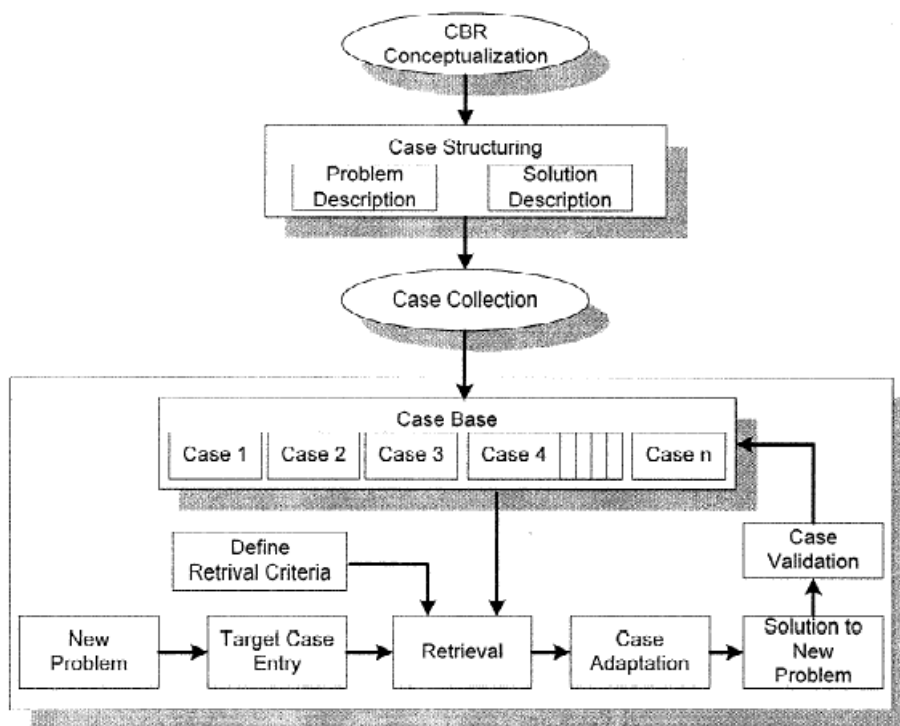 CBR
Conceptualization
Case Structuring
Problem
Description
Solution
Description
Case Collection
Case Base
Case 1
Case 2
Case 3
Case 4
Case n
Define
Retrival Criteria
Case
Validation
New
Problem
Target Case
Entry
Retrieval
Case
Adaptation
Solution to
New
Problem